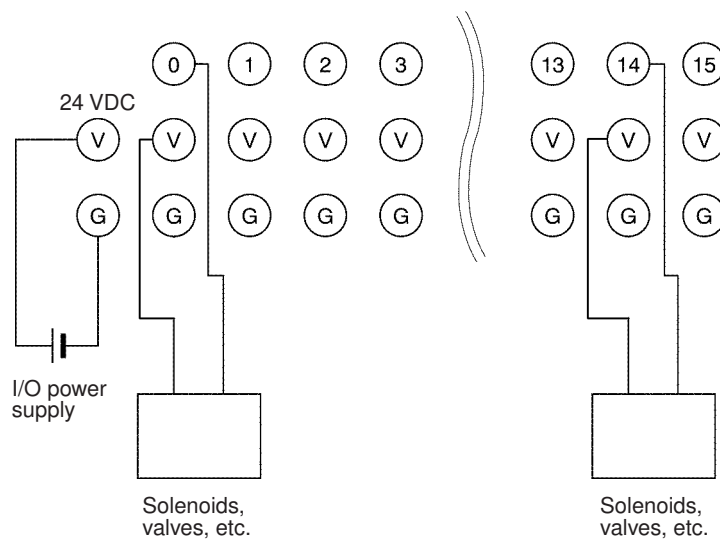 0 1 2 3 13 14 15
24 VDC
V V V V V V V V
G G G G G G G G
I/O power
supply
Solenoids,
valves, etc.
Solenoids,
valves, etc.